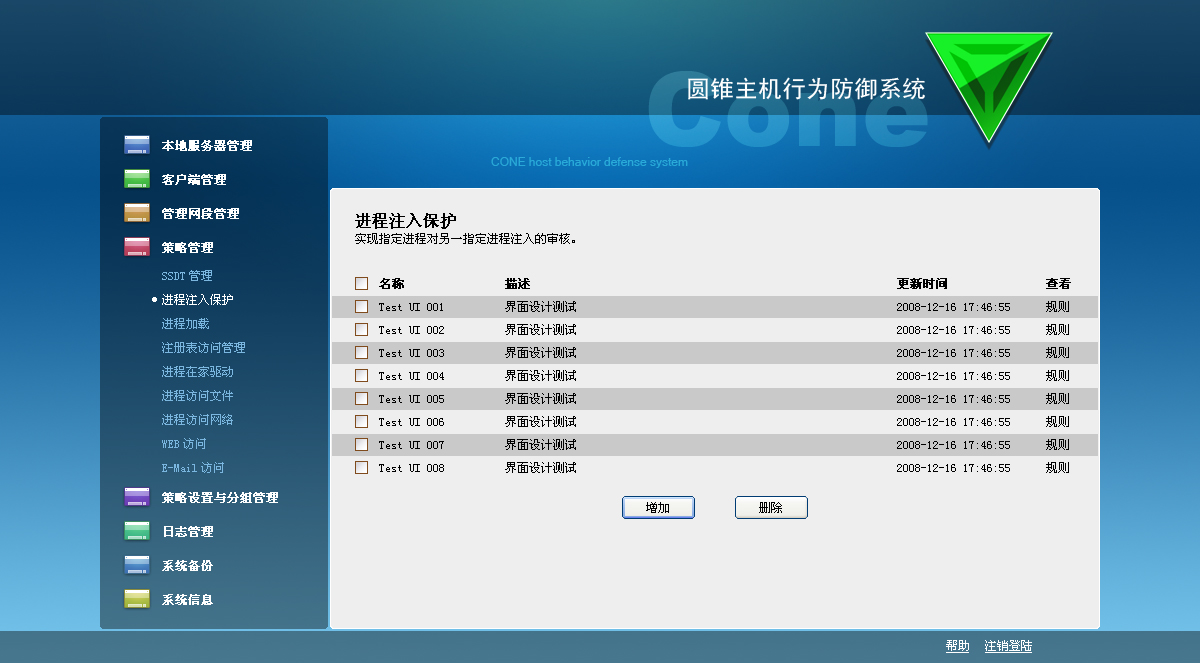 圆锥主机行为防御系统
Cone
CONE host behavior defense system
本地服务器管理
客户端管理
管理网段管理
策略管理
SSDT 管理
进程注入保护
进程加载
注册表访问管理
进程在家驱动
进程访问文件
进程访问网络
WEB 访问
E-Mail 访问
策略设置与分组管理
日志管理
系统备份
系统信息
进程注入保护
实现指定进程对另一指定进程注入的审核。
名称 描述 更新时间 查看
Test UI 001 界面设计测试 2008-12-16 17:46:55 规则
Test UI 002 界面设计测试 2008-12-16 17:46:55 规则
Test UI 003 界面设计测试 2008-12-16 17:46:55 规则
Test UI 004 界面设计测试 2008-12-16 17:46:55 规则
Test UI 005 界面设计测试 2008-12-16 17:46:55 规则
Test UI 006 界面设计测试 2008-12-16 17:46:55 规则
Test UI 007 界面设计测试 2008-12-16 17:46:55 规则
Test UI 008 界面设计测试 2008-12-16 17:46:55 规则
增加 删除
帮助 注销登陆